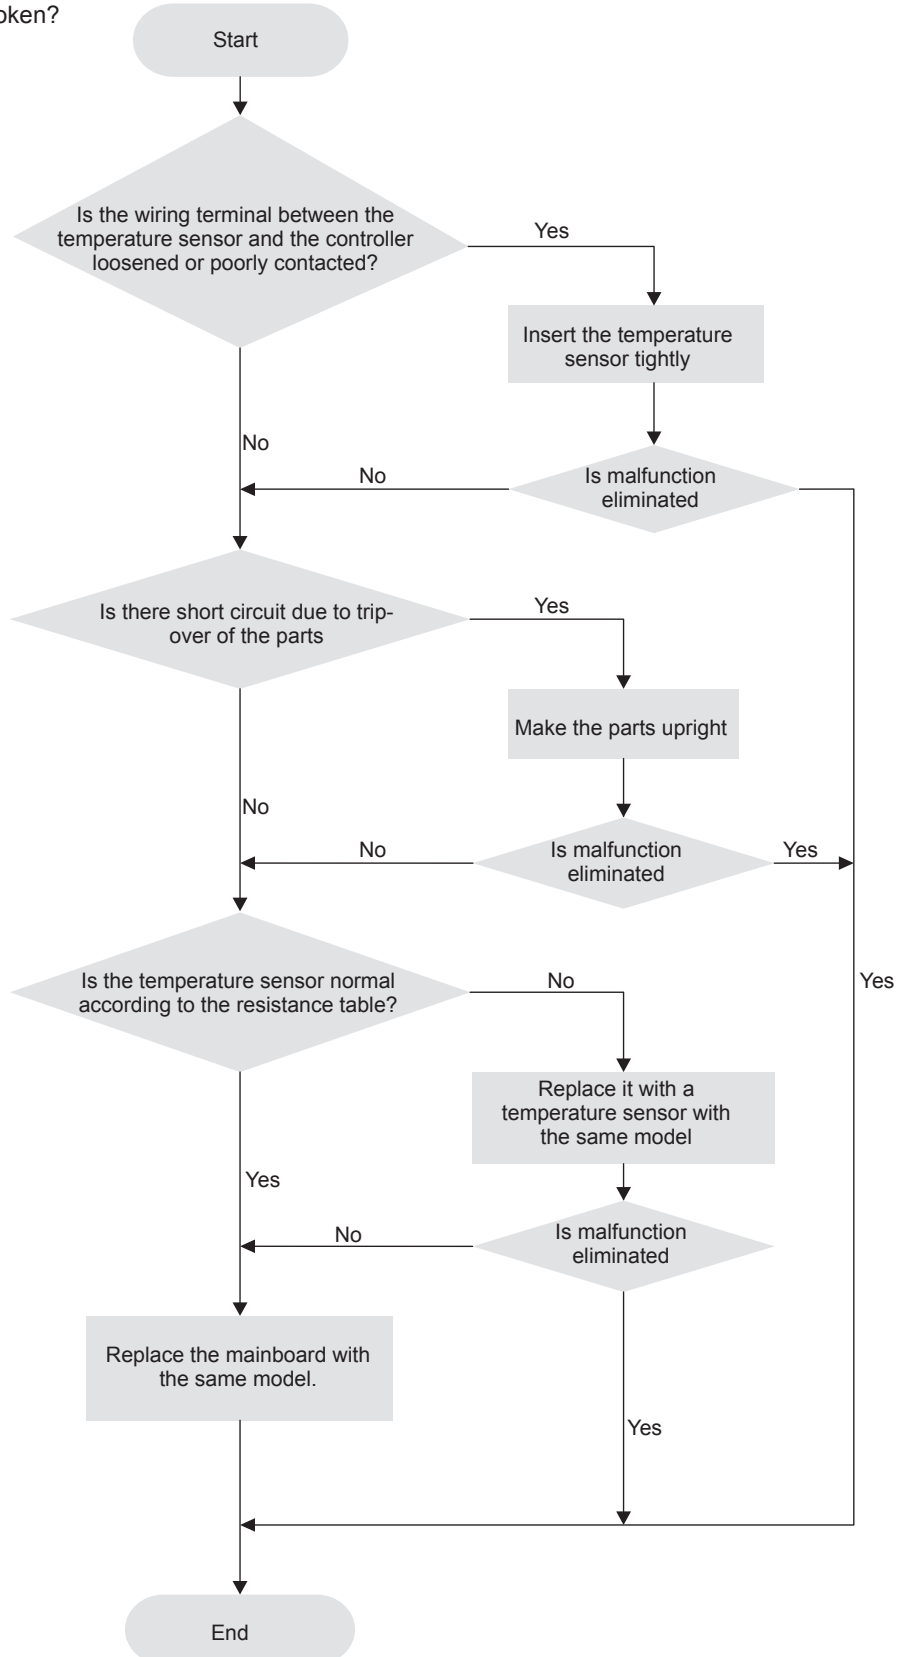 oken?
Start
Is the wiring terminal between the
temperature sensor and the controller
loosened or poorly contacted?
Yes
Insert the temperature
sensor tightly
No
No
Is malfunction
eliminated
Is there short circuit due to trip-
over of the parts
Yes
Make the parts upright
No
No
Is malfunction
eliminated
Yes
Is the temperature sensor normal
according to the resistance table?
No
Yes
Replace it with a
temperature sensor with
the same model
Yes
No
Is malfunction
eliminated
Replace the mainboard with
the same model.
Yes
End